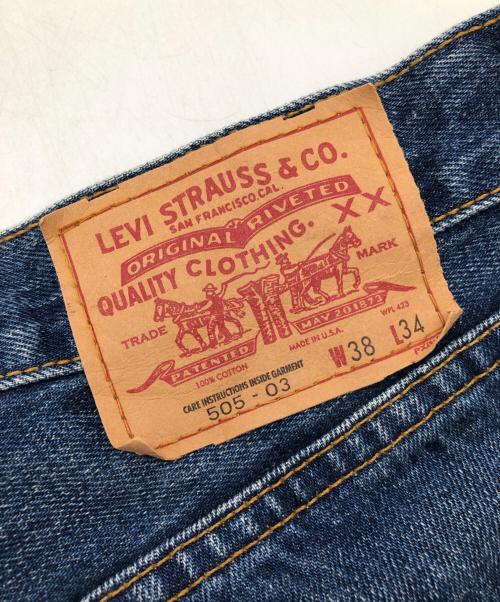 LEVI STRAUSS & CO.
SAN FRANCISCO, CAL.
ORIGINAL RIVETED
QUALITY CLOTHING. XX
TRADE MARK
PATENTED MAY 20 1873
WPL 423
MADE IN U.S.A.
100% COTTON
W38 L34
CARE INSTRUCTIONS INSIDE GARMENT
505-03